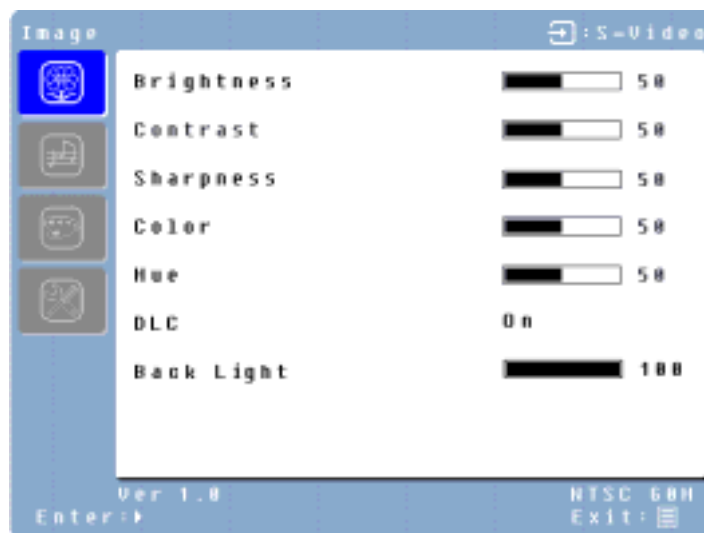 Image :S-Video
Brightness 50
Contrast 50
Sharpness 50
Color 50
Hue 50
DLC On
Back Light 100
Ver 1.0 NTSC 60H
Enter: Exit: